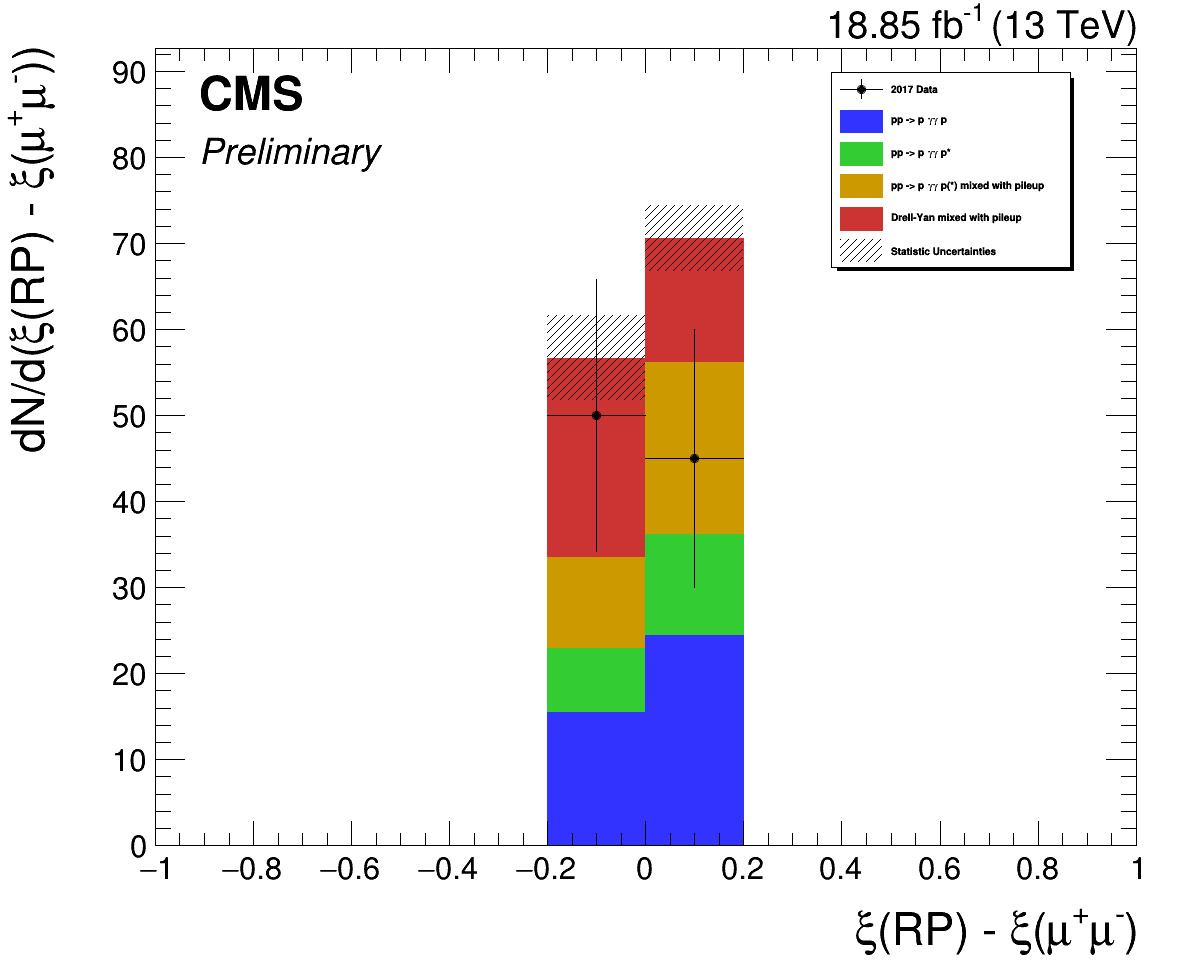 18.85 fb⁻¹ (13 TeV)
dN/d(ξ(RP) - ξ(μ⁺μ⁻))
CMS
Preliminary
2017 Data
pp -> p γγ p
pp -> p γγ p*
pp -> p γγ p(*) mixed with pileup
Drell-Yan mixed with pileup
Statistic Uncertainties
90
80
70
60
50
40
30
20
10
0
−1 −0.8 −0.6 −0.4 −0.2 0 0.2 0.4 0.6 0.8 1
ξ(RP) - ξ(μ⁺μ⁻)